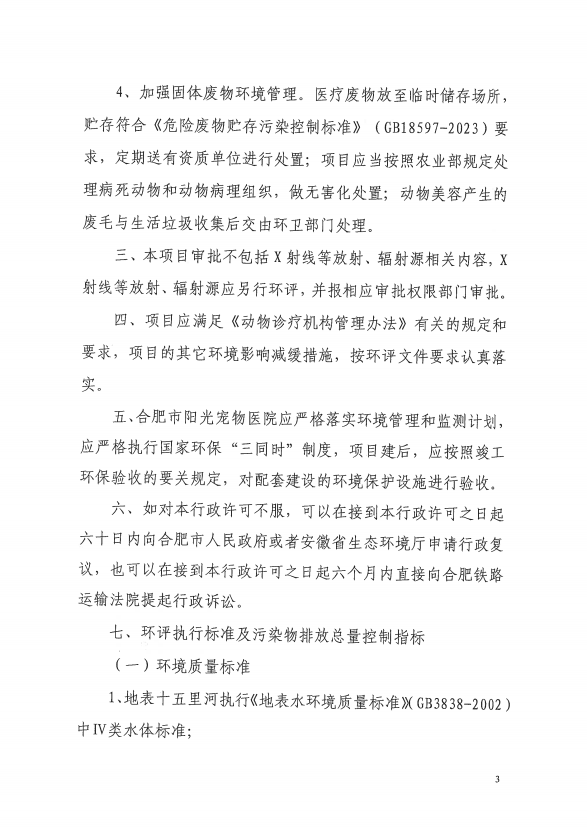 4、加强固体废物环境管理。医疗废物放至临时储存场所，
贮存符合《危险废物贮存污染控制标准》（GB18597-2023）要
求，定期送有资质单位进行处置；项目应当按照农业部规定处
理病死动物和动物病理组织，做无害化处置；动物美容产生的
废毛与生活垃圾收集后交由环卫部门处理。
三、本项目审批不包括 X 射线等放射、辐射源相关内容，X
射线等放射、辐射源应另行环评，并报相应审批权限部门审批。
四、项目应满足《动物诊疗机构管理办法》有关的规定和
要求，项目的其它环境影响减缓措施，按环评文件要求认真落
实。
五、合肥市阳光宠物医院应严格落实环境管理和监测计划，
应严格执行国家环保“三同时”制度，项目建后，应按照竣工
环保验收的要关规定，对配套建设的环境保护设施进行验收。
六、如对本行政许可不服，可以在接到本行政许可之日起
六十日内向合肥市人民政府或者安徽省生态环境厅申请行政复
议，也可以在接到本行政许可之日起六个月内直接向合肥铁路
运输法院提起行政诉讼。
七、环评执行标准及污染物排放总量控制指标
（一）环境质量标准
1、地表十五里河执行《地表水环境质量标准》（GB3838-2002）
中Ⅳ类水体标准；
3